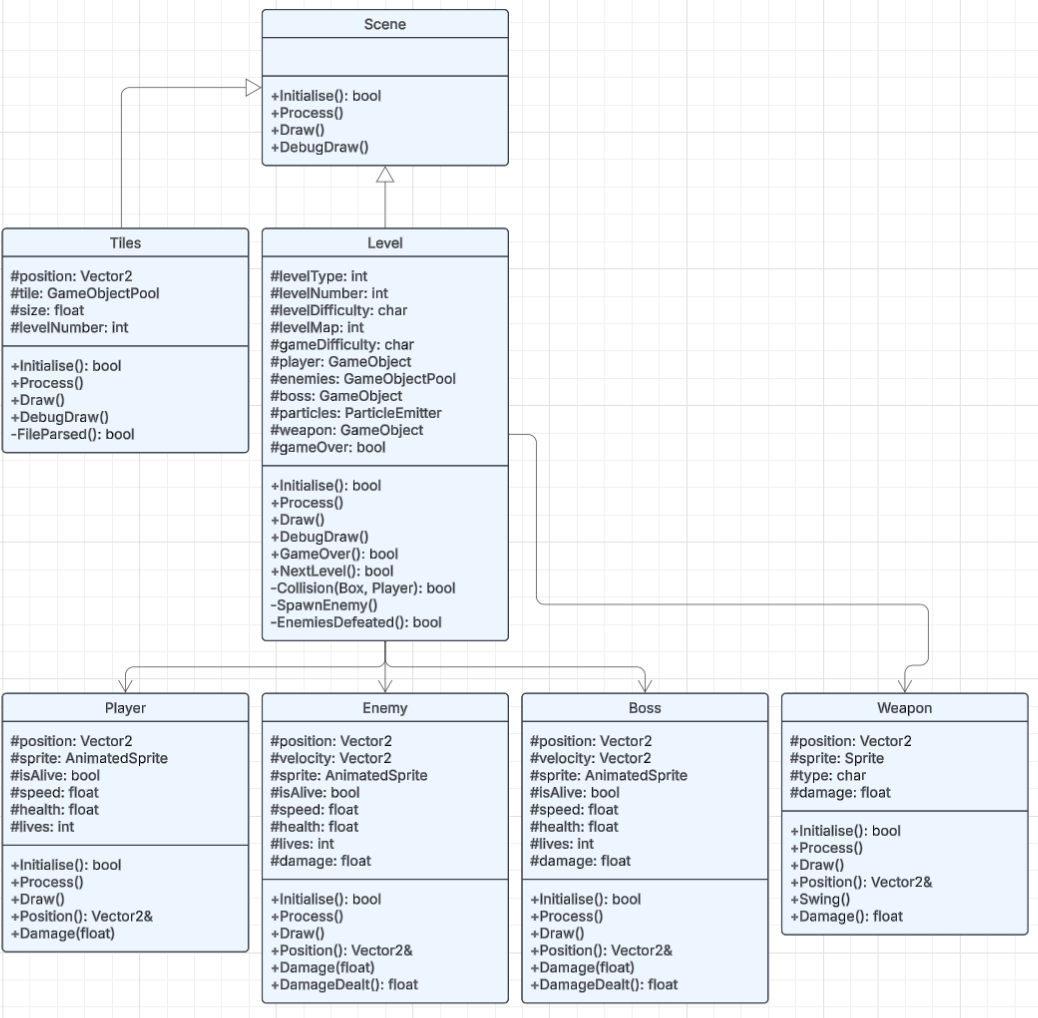 Scene
+Initialise(): bool
+Process()
+Draw()
+DebugDraw()
Tiles
#position: Vector2
#tile: GameObjectPool
#size: float
#levelNumber: int
+Initialise(): bool
+Process()
+Draw()
+DebugDraw()
-FileParsed(): bool
Level
#levelType: int
#levelNumber: int
#levelDifficulty: char
#levelMap: int
#gameDifficulty: char
#player: GameObject
#enemies: GameObjectPool
#boss: GameObject
#particles: ParticleEmitter
#weapon: GameObject
#gameOver: bool
+Initialise(): bool
+Process()
+Draw()
+DebugDraw()
+GameOver(): bool
+NextLevel(): bool
-Collision(Box, Player): bool
-SpawnEnemy()
-EnemiesDefeated(): bool
Player
#position: Vector2
#sprite: AnimatedSprite
#isAlive: bool
#speed: float
#health: float
#lives: int
+Initialise(): bool
+Process()
+Draw()
+Position(): Vector2&
+Damage(float)
Enemy
#position: Vector2
#velocity: Vector2
#sprite: AnimatedSprite
#isAlive: bool
#speed: float
#health: float
#lives: int
#damage: float
+Initialise(): bool
+Process()
+Draw()
+Position(): Vector2&
+Damage(float)
+DamageDealt(): float
Boss
#position: Vector2
#velocity: Vector2
#sprite: AnimatedSprite
#isAlive: bool
#speed: float
#health: float
#lives: int
#damage: float
+Initialise(): bool
+Process()
+Draw()
+Position(): Vector2&
+Damage(float)
+DamageDealt(): float
Weapon
#position: Vector2
#sprite: Sprite
#type: char
#damage: float
+Initialise(): bool
+Process()
+Draw()
+Position(): Vector2&
+Swing()
+Damage(): float